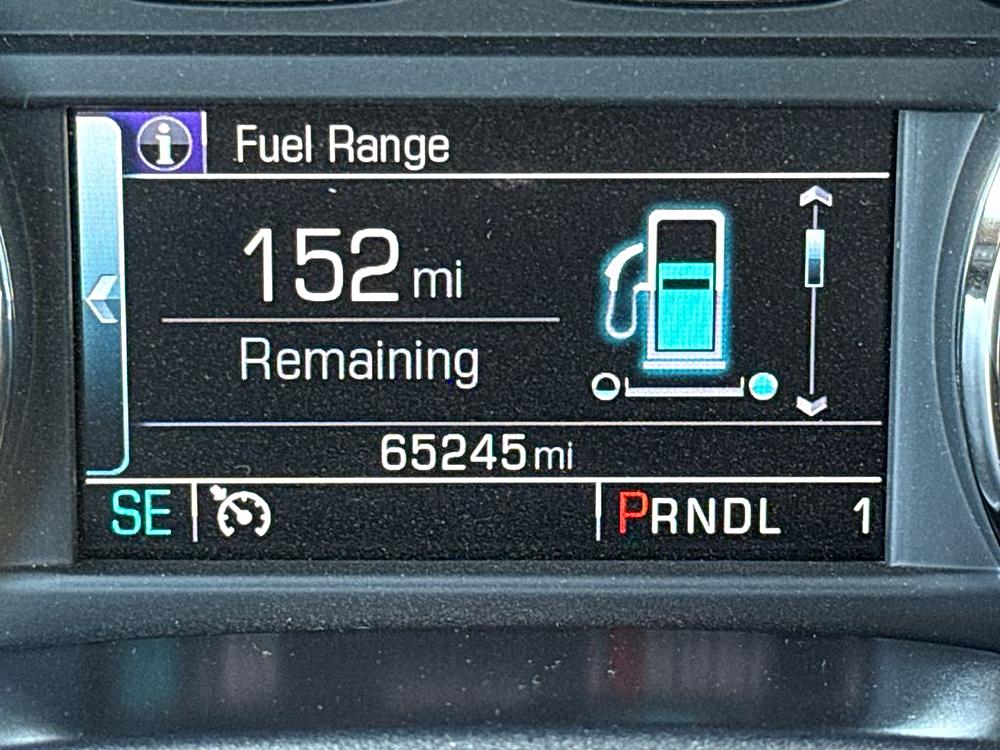 i Fuel Range
152 mi
Remaining
65245 mi
SE PRNDL 1